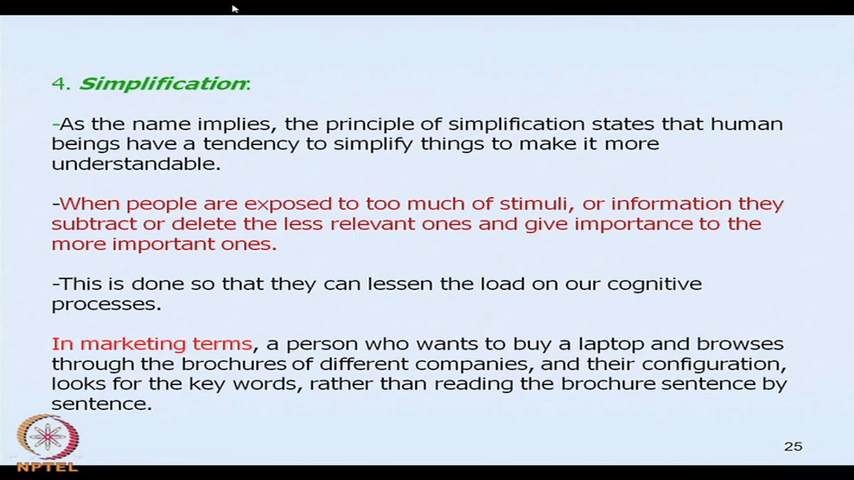 4. Simplification:
-As the name implies, the principle of simplification states that human
beings have a tendency to simplify things to make it more
understandable.
-When people are exposed to too much of stimuli, or information they
subtract or delete the less relevant ones and give importance to the
more important ones.
-This is done so that they can lessen the load on our cognitive
processes.
In marketing terms, a person who wants to buy a laptop and browses
through the brochures of different companies, and their configuration,
looks for the key words, rather than reading the brochure sentence by
sentence.
NPTEL
25